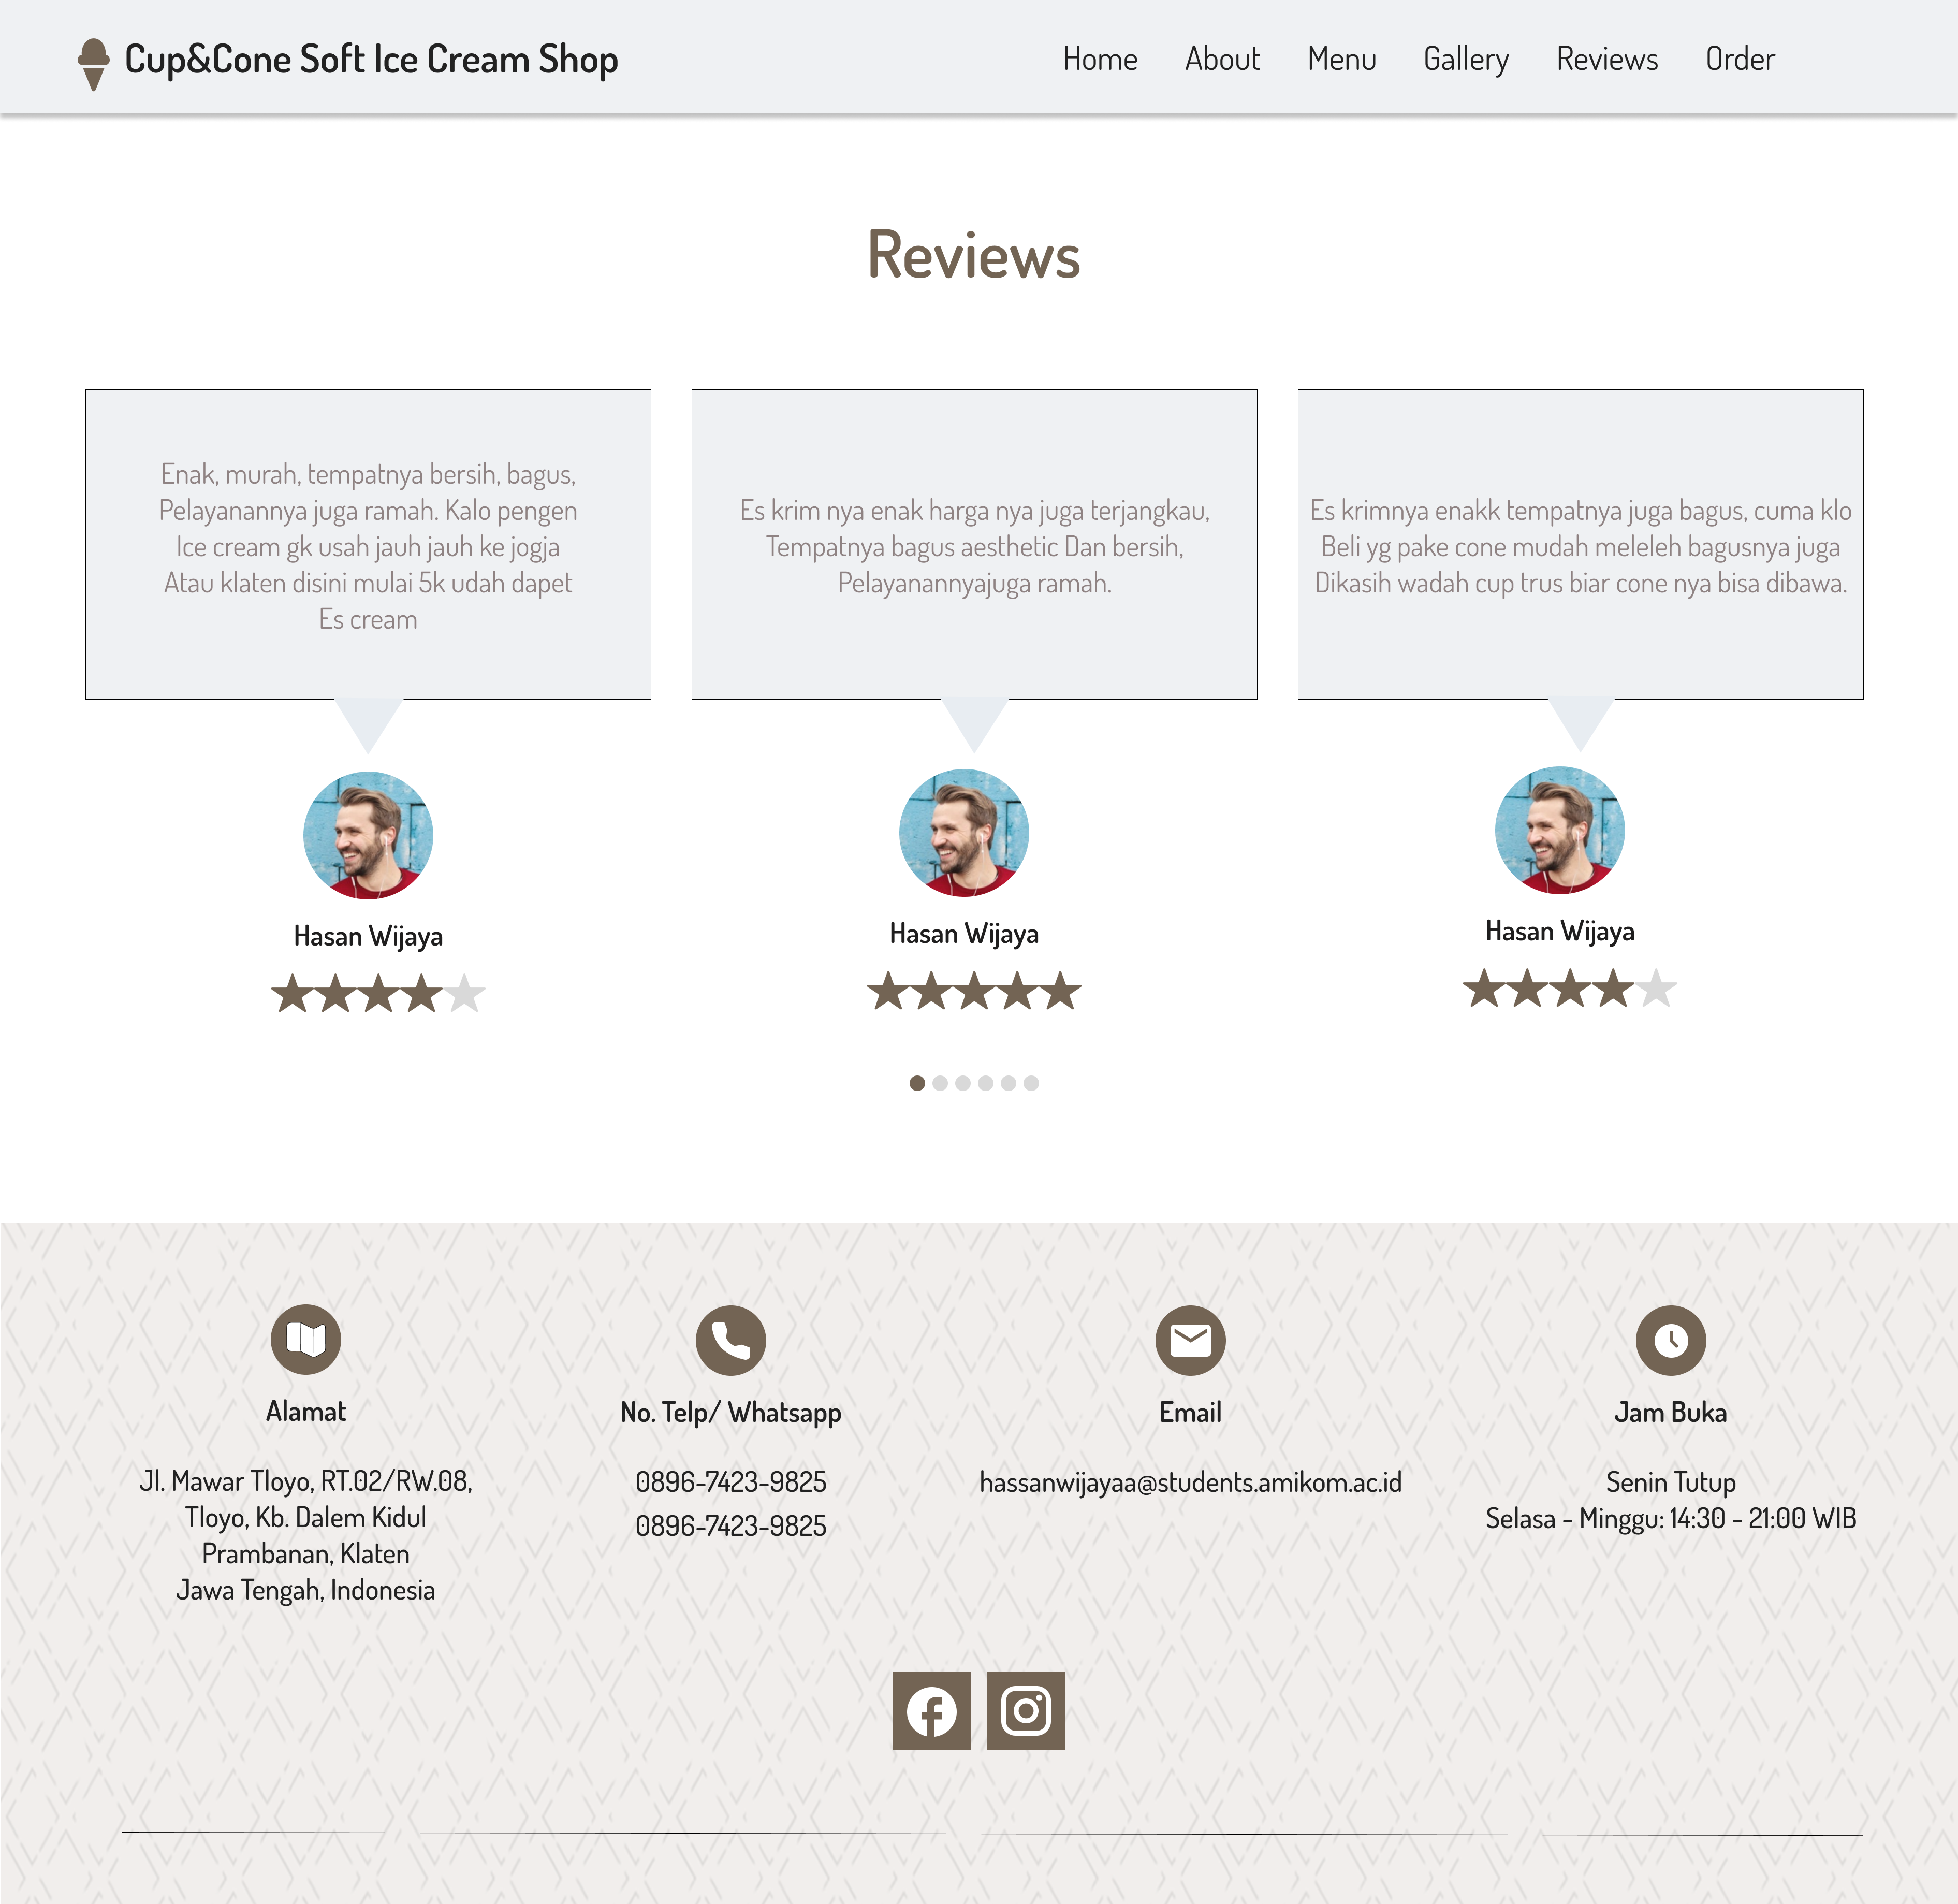 Cup&Cone Soft Ice Cream Shop
Home About Menu Gallery Reviews Order
Reviews
Enak, murah, tempatnya bersih, bagus,
Pelayanannya juga ramah. Kalo pengen
Ice cream gk usah jauh jauh ke jogja
Atau klaten disini mulai 5k udah dapet
Es cream
Hasan Wijaya
Es krim nya enak harga nya juga terjangkau,
Tempatnya bagus aesthetic Dan bersih,
Pelayanannyajuga ramah.
Hasan Wijaya
Es krimnya enakk tempatnya juga bagus, cuma klo
Beli yg pake cone mudah meleleh bagusnya juga
Dikasih wadah cup trus biar cone nya bisa dibawa.
Hasan Wijaya
Alamat
Jl. Mawar Tloyo, RT.02/RW.08,
Tloyo, Kb. Dalem Kidul
Prambanan, Klaten
Jawa Tengah, Indonesia
No. Telp/ Whatsapp
0896-7423-9825
0896-7423-9825
Email
hassanwijayaa@students.amikom.ac.id
Jam Buka
Senin Tutup
Selasa - Minggu: 14:30 - 21:00 WIB